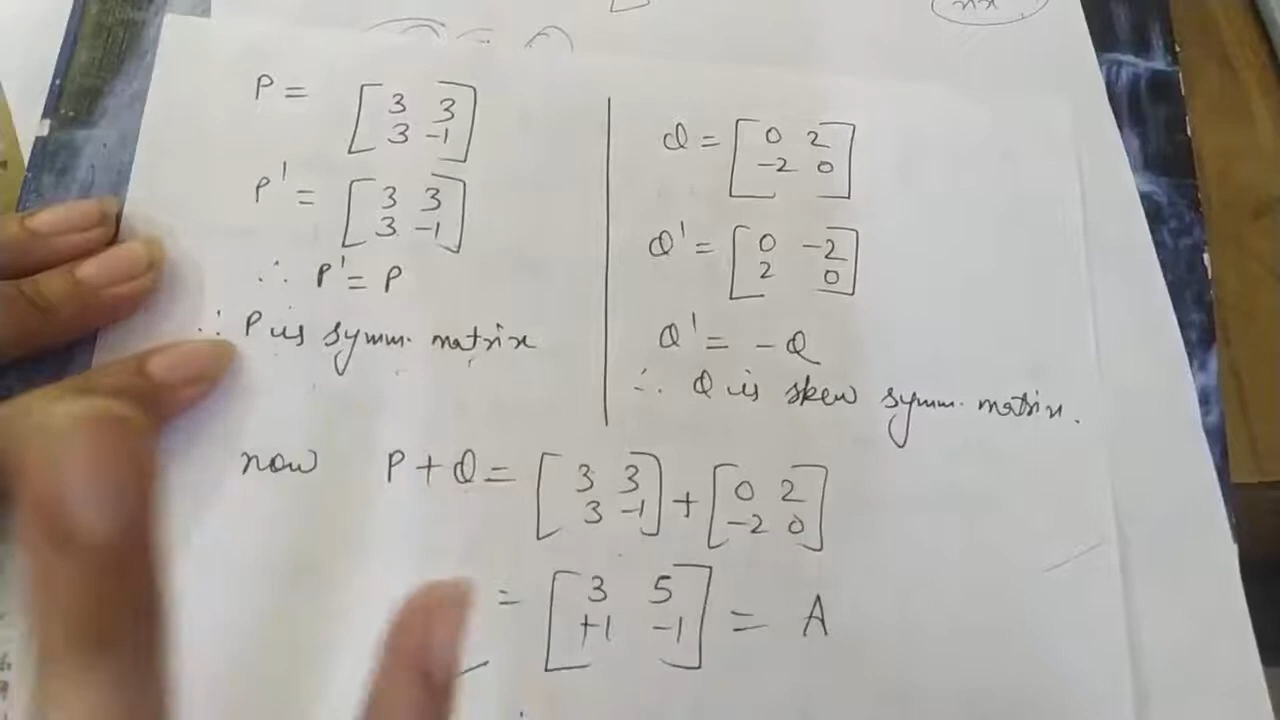 P = [ 3 3
3 -1 ]
P' = [ 3 3
3 -1 ]
∴ P' = P
∴ P is symm. matrix
Q = [ 0 2
-2 0 ]
Q' = [ 0 -2
2 0 ]
Q' = -Q
∴ Q is skew symm. matrix.
now P + Q = [ 3 3 ] + [ 0 2 ]
[ 3 -1 ] [ -2 0 ]
= [ 3 5
+1 -1 ] = A